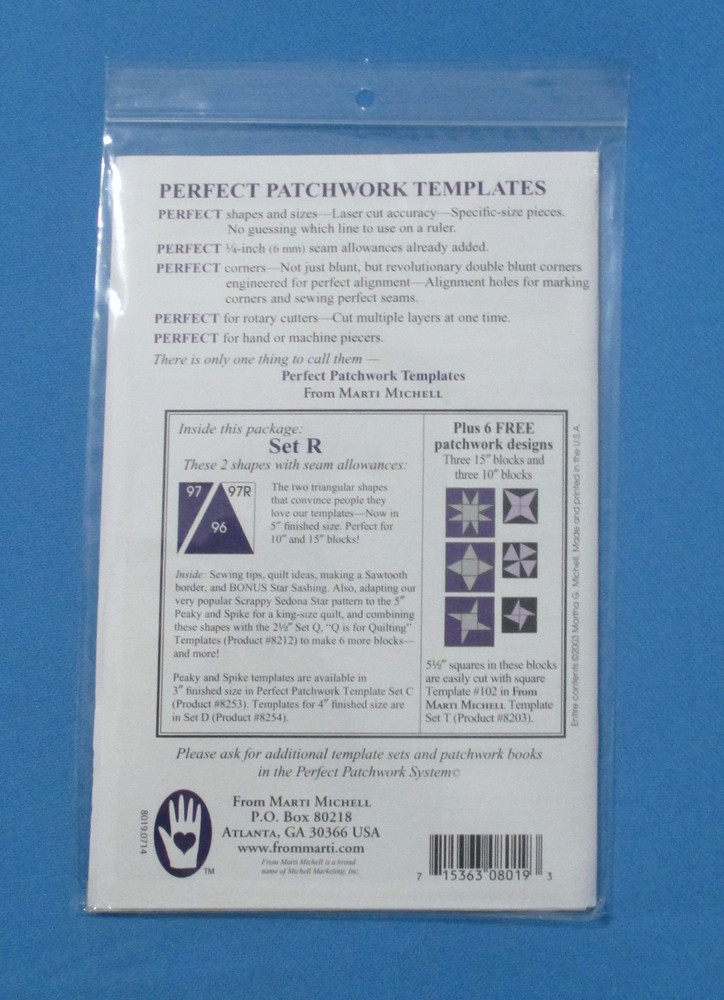 PERFECT PATCHWORK TEMPLATES
PERFECT shapes and sizes—Laser cut accuracy—Specific-size pieces.
No guessing which line to use on a ruler.
PERFECT ¼-inch (6 mm) seam allowances already added.
PERFECT corners—Not just blunt, but revolutionary double blunt corners
engineered for perfect alignment—Alignment holes for marking
corners and sewing perfect seams.
PERFECT for rotary cutters—Cut multiple layers at one time.
PERFECT for hand or machine piecers.
There is only one thing to call them —
Perfect Patchwork Templates
From MARTI MICHELL
Inside this package:
Set R
These 2 shapes with seam allowances:
97 97R
96
The two triangular shapes
that convince people they
love our templates—Now in
5" finished size. Perfect for
10" and 15" blocks!
Inside: Sewing tips, quilt ideas, making a Sawtooth
border, and BONUS Star Sashing. Also, adapting our
very popular Scrappy Sedona Star pattern to the 5"
Peaky and Spike for a king-size quilt, and combining
these shapes with the 2½" Set Q, "Q is for Quilting"
Templates (Product #8212) to make 6 more blocks—
and more!
Peaky and Spike templates are available in
3" finished size in Perfect Patchwork Template Set C
(Product #8253). Templates for 4" finished size are
in Set D (Product #8254).
Plus 6 FREE
patchwork designs
Three 15" blocks and
three 10" blocks
5½" squares in these blocks
are easily cut with square
Template #102 in From
MARTI MICHELL Template
Set T (Product #8203).
Entire contents ©2003 Martha G. Michell. Made and printed in the U.S.A.
Please ask for additional template sets and patchwork books
in the Perfect Patchwork System©
8019.0714
TM
From MARTI MICHELL
P.O. Box 80218
ATLANTA, GA 30366 USA
www.frommarti.com
From Marti Michell is a brand
name of Michell Marketing, Inc.
7 15363 08019 3